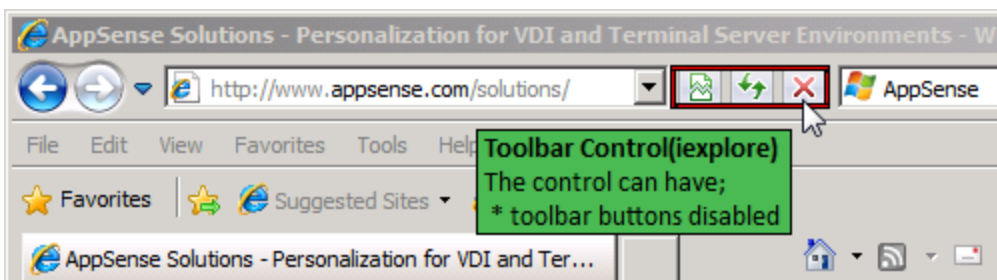 AppSense Solutions - Personalization for VDI and Terminal Server Environments - W
http://www.appsense.com/solutions/
AppSense
File Edit View Favorites Tools Help
Toolbar Control(iexplore)
The control can have;
* toolbar buttons disabled
Favorites
Suggested Sites
AppSense Solutions - Personalization for VDI and Ter...